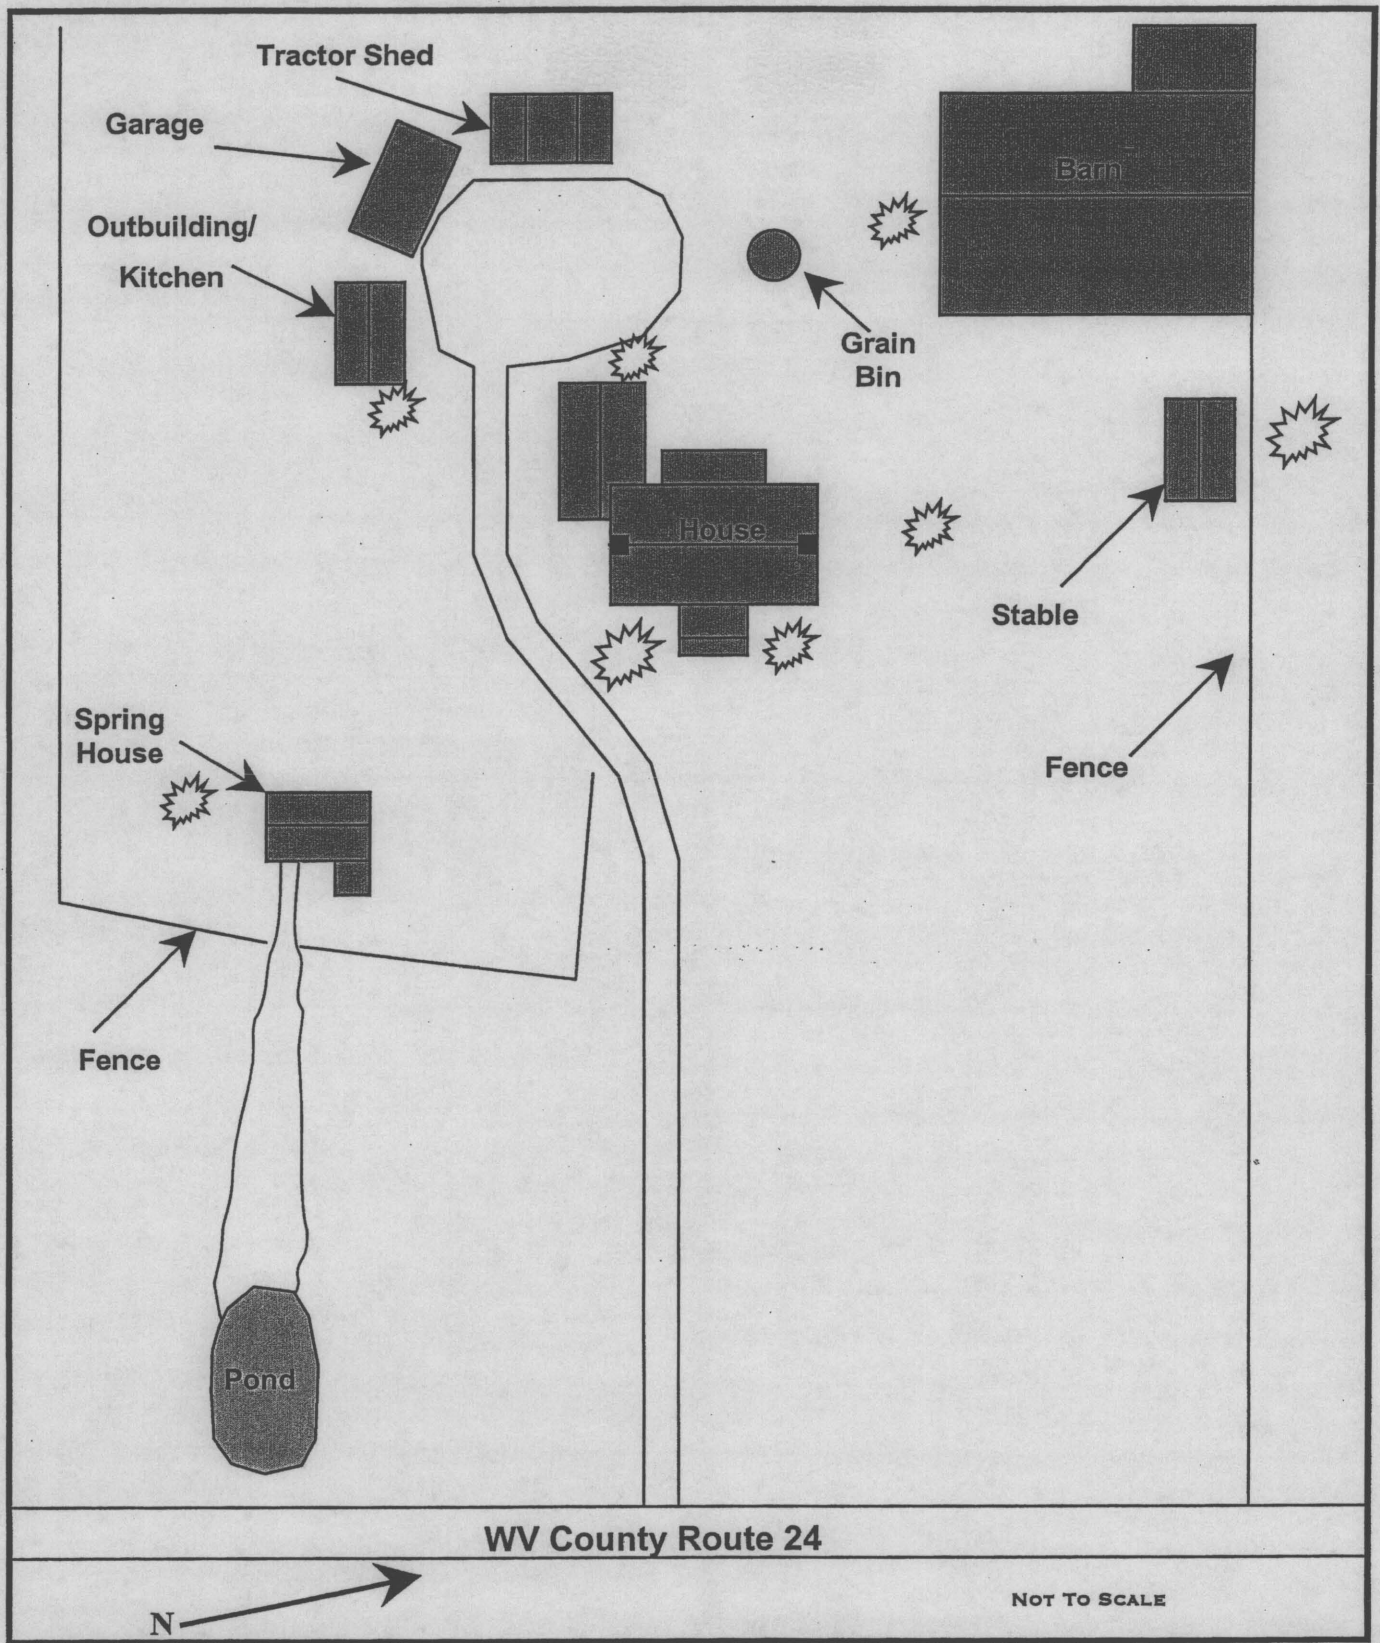 Tractor Shed
Garage
Outbuilding/
Kitchen
Barn
Grain
Bin
House
Stable
Spring
House
Fence
Fence
Pond
WV County Route 24
N
NOT TO SCALE